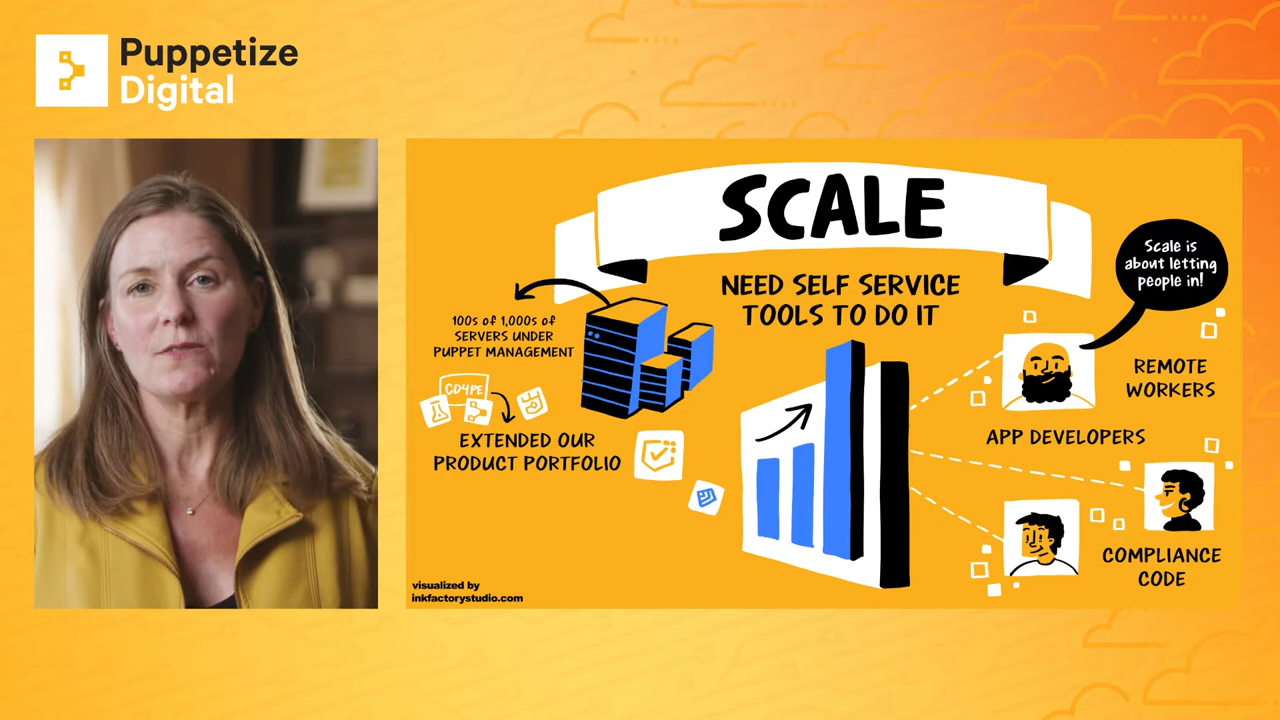 Puppetize
Digital
SCALE
NEED SELF SERVICE
TOOLS TO DO IT
Scale is
about letting
people in!
100s of 1,000s of
SERVERS UNDER
PUPPET MANAGEMENT
CD4PE
EXTENDED OUR
PRODUCT PORTFOLIO
REMOTE
WORKERS
APP DEVELOPERS
COMPLIANCE
CODE
visualized by
inkfactorystudio.com